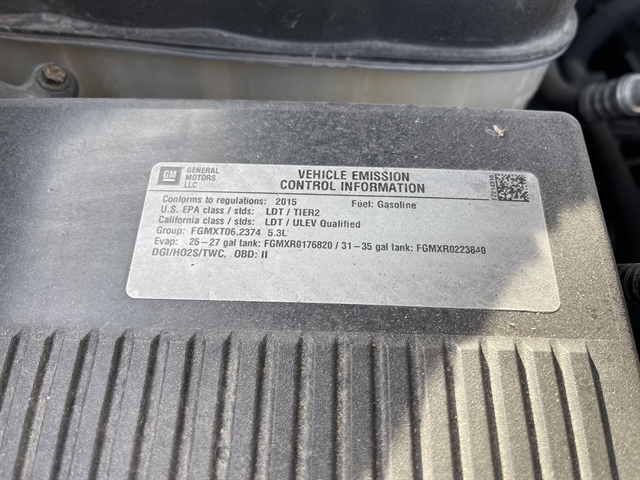 GM
GENERAL MOTORS LLC
VEHICLE EMISSION
CONTROL INFORMATION
Conforms to regulations: 2015 Fuel: Gasoline
U.S. EPA class / stds: LDT / TIER2
California class / stds: LDT / ULEV Qualified
Group: FGMXT06.2374 5.3L
Evap: 25-27 gal tank: FGMXR0176820 / 31-35 gal tank: FGMXR0223840
DGI/HO2S/TWC, OBD: II